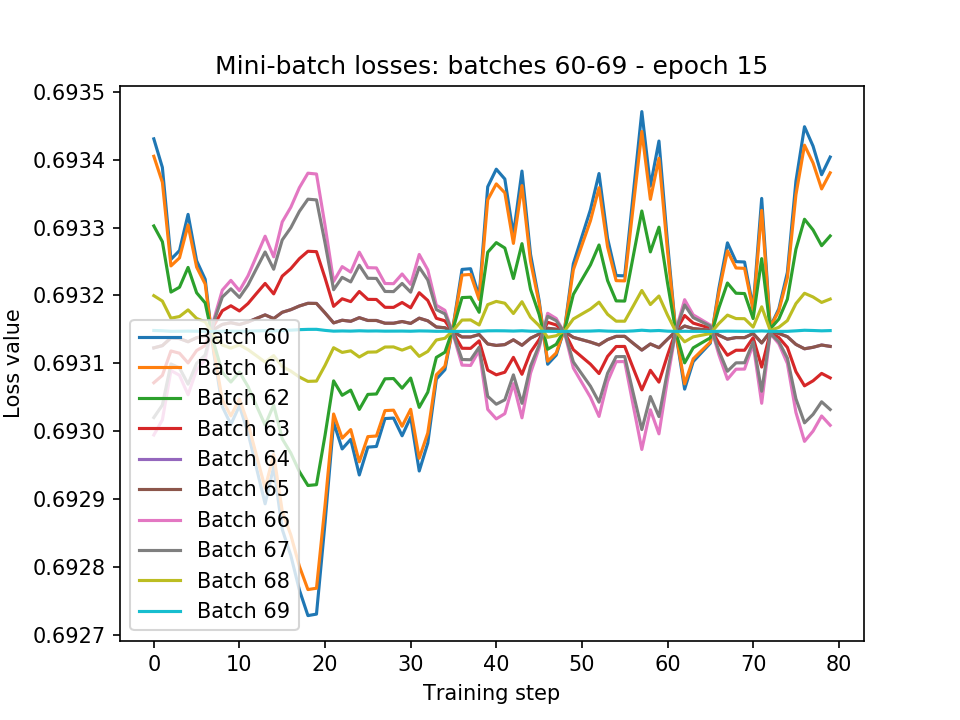 Mini-batch losses: batches 60-69 - epoch 15
0.6935
0.6934
0.6933
0.6932
0.6931
0.6930
0.6929
0.6928
0.6927
Loss value
Batch 60
Batch 61
Batch 62
Batch 63
Batch 64
Batch 65
Batch 66
Batch 67
Batch 68
Batch 69
0 10 20 30 40 50 60 70 80
Training step